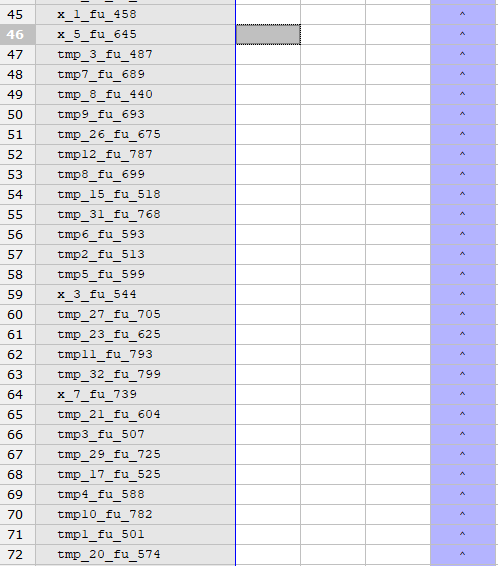 45 x_1_fu_458 ^
46 x_5_fu_645 ^
47 tmp_3_fu_487 ^
48 tmp7_fu_689 ^
49 tmp_8_fu_440 ^
50 tmp9_fu_693 ^
51 tmp_26_fu_675 ^
52 tmp12_fu_787 ^
53 tmp8_fu_699 ^
54 tmp_15_fu_518 ^
55 tmp_31_fu_768 ^
56 tmp6_fu_593 ^
57 tmp2_fu_513 ^
58 tmp5_fu_599 ^
59 x_3_fu_544 ^
60 tmp_27_fu_705 ^
61 tmp_23_fu_625 ^
62 tmp11_fu_793 ^
63 tmp_32_fu_799 ^
64 x_7_fu_739 ^
65 tmp_21_fu_604 ^
66 tmp3_fu_507 ^
67 tmp_29_fu_725 ^
68 tmp_17_fu_525 ^
69 tmp4_fu_588 ^
70 tmp10_fu_782 ^
71 tmp1_fu_501 ^
72 tmp_20_fu_574 ^